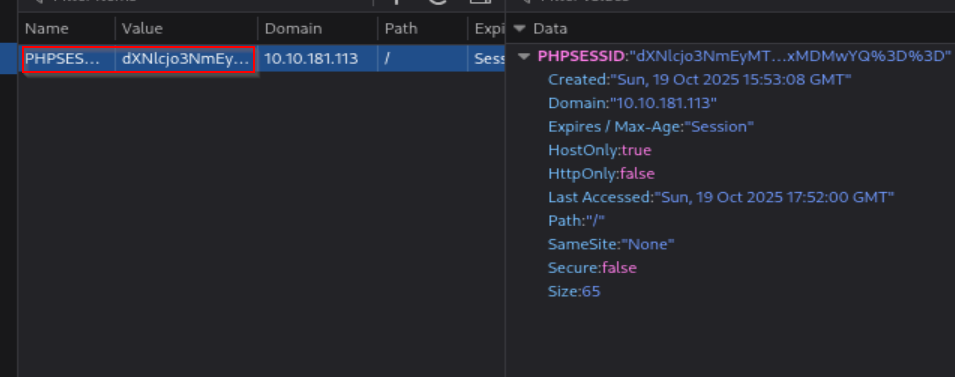 Name Value Domain Path Expi
PHPSES... dXNlcjo3NmEy... 10.10.181.113 / Sess
Data
PHPSESSID:"dXNlcjo3NmEyMT...xMDMwYQ%3D%3D"
Created:"Sun, 19 Oct 2025 15:53:08 GMT"
Domain:"10.10.181.113"
Expires / Max-Age:"Session"
HostOnly:true
HttpOnly:false
Last Accessed:"Sun, 19 Oct 2025 17:52:00 GMT"
Path:"/"
SameSite:"None"
Secure:false
Size:65